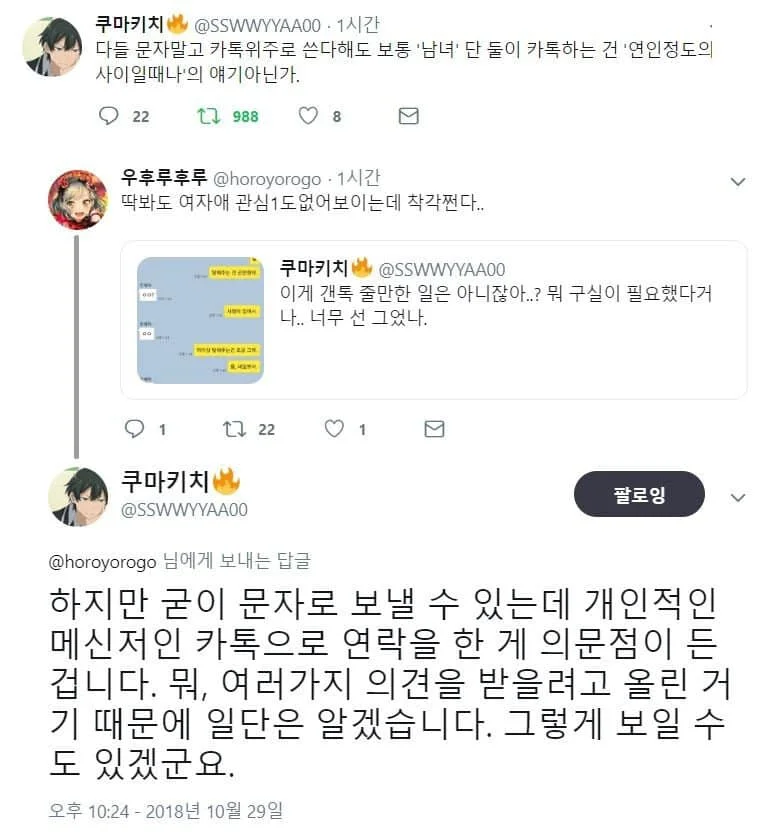 쿠마키치🔥 @SSWWYYAA00 · 1시간
다들 문자말고 카톡위주로 쓴다해도 보통 '남녀' 단 둘이 카톡하는 건 '연인정도의
사이일때나'의 얘기아닌가.
22 988 8
우후루후루 @horoyorogo · 1시간
딱봐도 여자애 관심1도없어보이는데 착각쩐다..
쿠마키치🔥 @SSWWYYAA00
이게 갠톡 줄만한 일은 아니잖아..? 뭐 구실이 필요했다거
나.. 너무 선 그었나.
1 22 1
쿠마키치🔥
@SSWWYYAA00
팔로잉
@horoyorogo 님에게 보내는 답글
하지만 굳이 문자로 보낼 수 있는데 개인적인
메신저인 카톡으로 연락을 한 게 의문점이 든
겁니다. 뭐, 여러가지 의견을 받을려고 올린 거
기 때문에 일단은 알겠습니다. 그렇게 보일 수
도 있겠군요.
오후 10:24 - 2018년 10월 29일